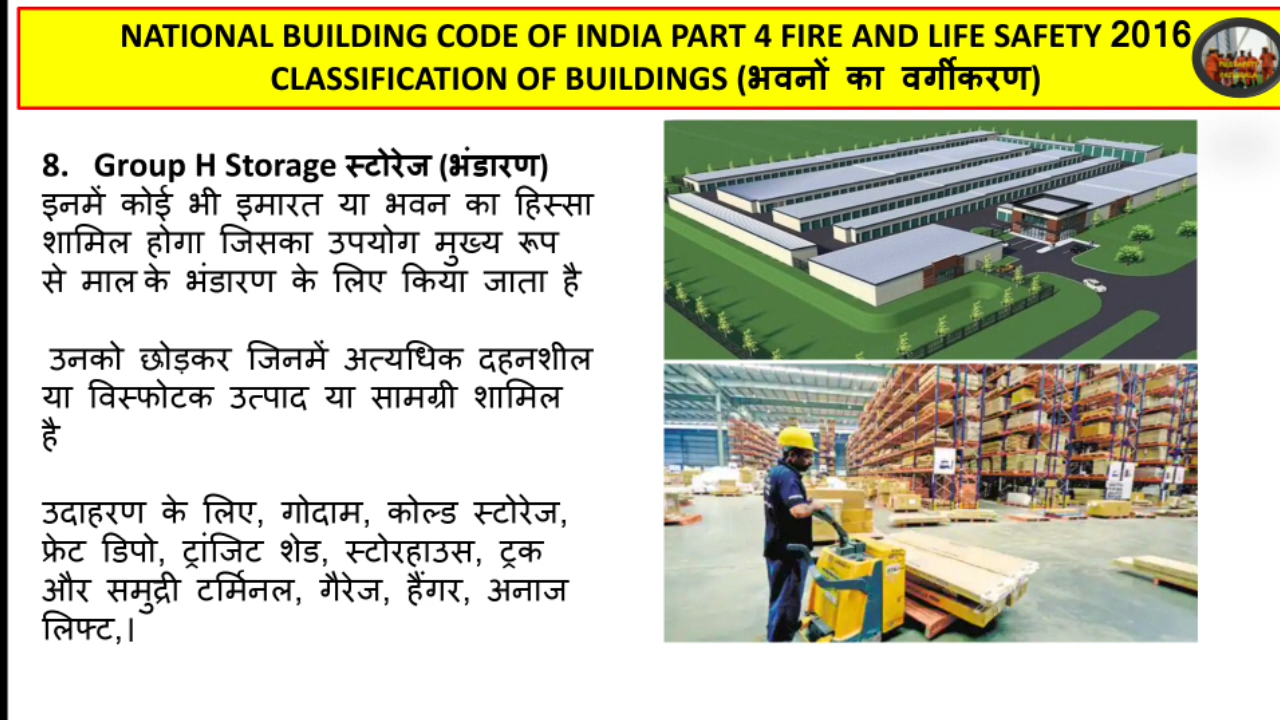 NATIONAL BUILDING CODE OF INDIA PART 4 FIRE AND LIFE SAFETY 2016
CLASSIFICATION OF BUILDINGS (भवनों का वर्गीकरण)
8. Group H Storage स्टोरेज (भंडारण)
इनमें कोई भी इमारत या भवन का हिस्सा
शामिल होगा जिसका उपयोग मुख्य रूप
से माल के भंडारण के लिए किया जाता है
उनको छोड़कर जिनमें अत्यधिक दहनशील
या विस्फोटक उत्पाद या सामग्री शामिल
है
उदाहरण के लिए, गोदाम, कोल्ड स्टोरेज,
फ्रेट डिपो, ट्रांजिट शेड, स्टोरहाउस, ट्रक
और समुद्री टर्मिनल, गैरेज, हैंगर, अनाज
लिफ्ट,।